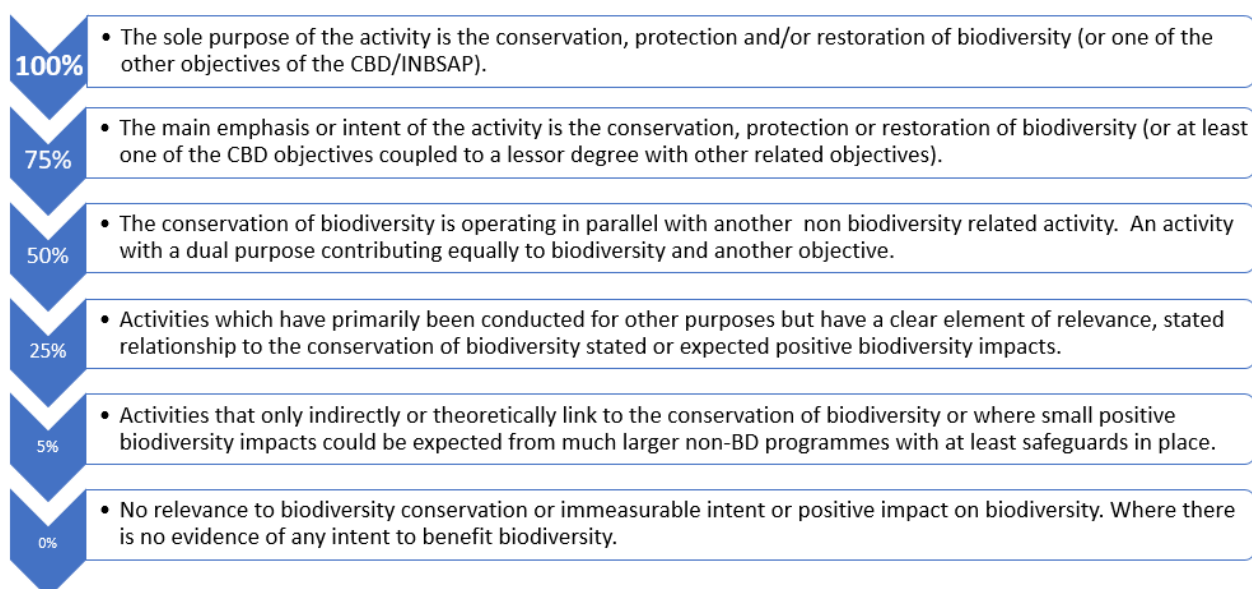 100%
• The sole purpose of the activity is the conservation, protection and/or restoration of biodiversity (or one of the
other objectives of the CBD/INBSAP).
75%
• The main emphasis or intent of the activity is the conservation, protection or restoration of biodiversity (or at least
one of the CBD objectives coupled to a lessor degree with other related objectives).
50%
• The conservation of biodiversity is operating in parallel with another  non biodiversity related activity.  An activity
with a dual purpose contributing equally to biodiversity and another objective.
25%
• Activities which have primarily been conducted for other purposes but have a clear element of relevance, stated
relationship to the conservation of biodiversity stated or expected positive biodiversity impacts.
5%
• Activities that only indirectly or theoretically link to the conservation of biodiversity or where small positive
biodiversity impacts could be expected from much larger non-BD programmes with at least safeguards in place.
0%
• No relevance to biodiversity conservation or immeasurable intent or positive impact on biodiversity. Where there
is no evidence of any intent to benefit biodiversity.